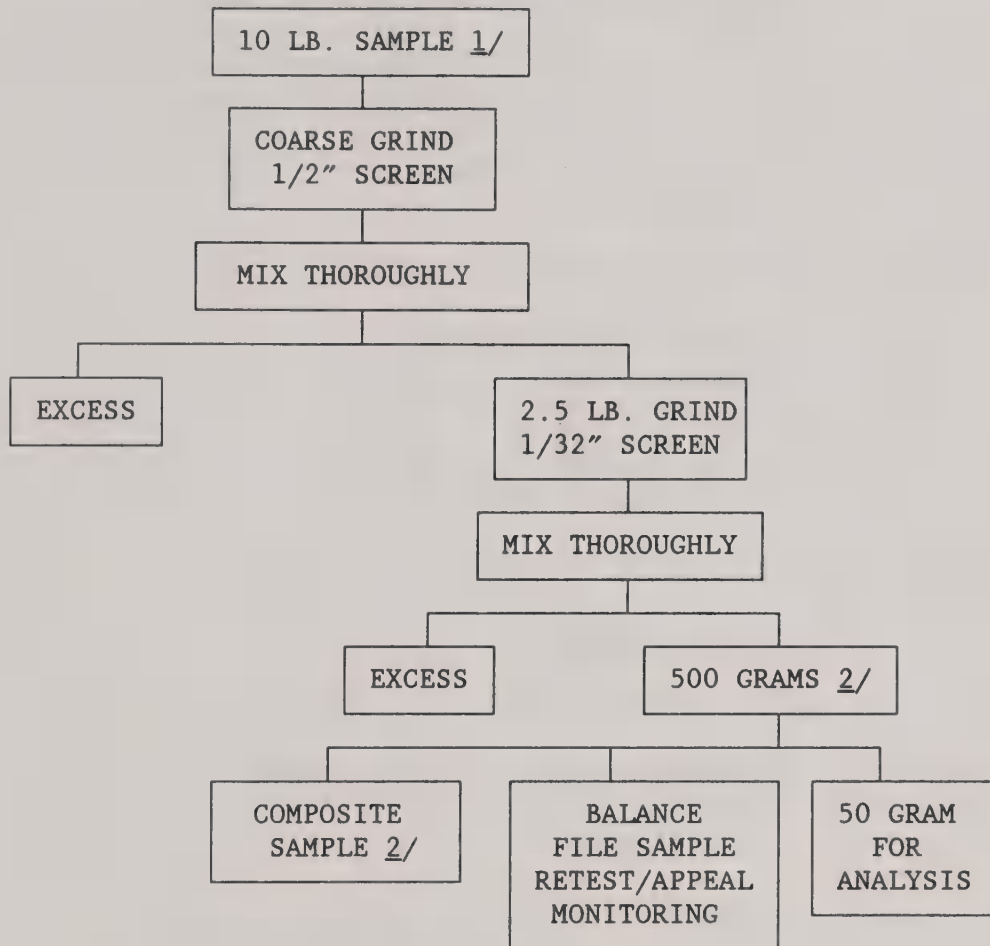 10 LB. SAMPLE 1/
COARSE GRIND
1/2″ SCREEN
MIX THOROUGHLY
EXCESS
2.5 LB. GRIND
1/32″ SCREEN
MIX THOROUGHLY
EXCESS
500 GRAMS 2/
COMPOSITE
SAMPLE 2/
BALANCE
FILE SAMPLE
RETEST/APPEAL
MONITORING
50 GRAM
FOR
ANALYSIS